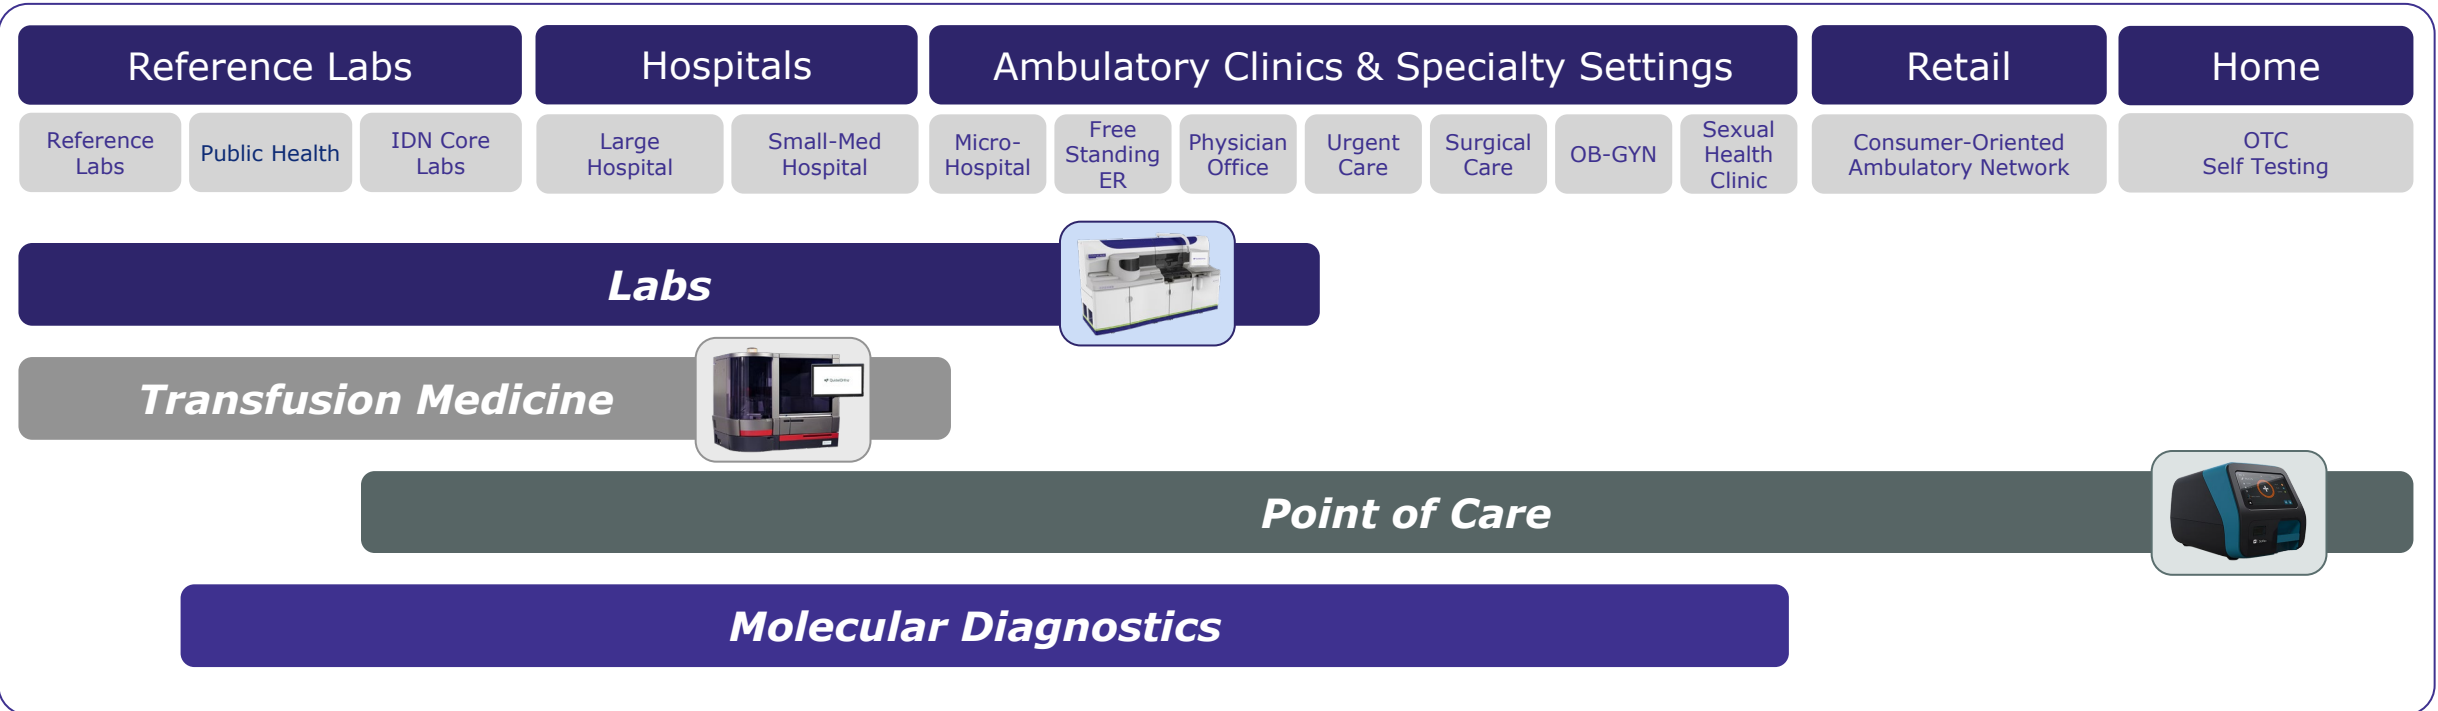 Reference Labs
Hospitals
Ambulatory Clinics & Specialty Settings
Retail
Home
Reference
Labs
Public Health
IDN Core
Labs
Large
Hospital
Small-Med
Hospital
Micro-
Hospital
Free
Standing
ER
Physician
Office
Urgent
Care
Surgical
Care
OB-GYN
Sexual
Health
Clinic
Consumer-Oriented
Ambulatory Network
OTC
Self Testing
Labs
Transfusion Medicine
Point of Care
Molecular Diagnostics